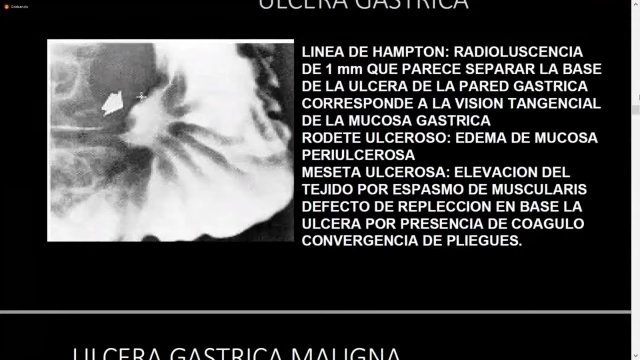 ULCERA GASTRICA
LINEA DE HAMPTON: RADIOLUSCENCIA
DE 1 mm QUE PARECE SEPARAR LA BASE
DE LA ULCERA DE LA PARED GASTRICA
CORRESPONDE A LA VISION TANGENCIAL
DE LA MUCOSA GASTRICA
RODETE ULCEROSO: EDEMA DE MUCOSA
PERIULCEROSA
MESETA ULCEROSA: ELEVACION DEL
TEJIDO POR ESPASMO DE MUSCULARIS
DEFECTO DE REPLECCION EN BASE LA
ULCERA POR PRESENCIA DE COAGULO
CONVERGENCIA DE PLIEGUES.
ULCERA GASTRICA MALIGNA